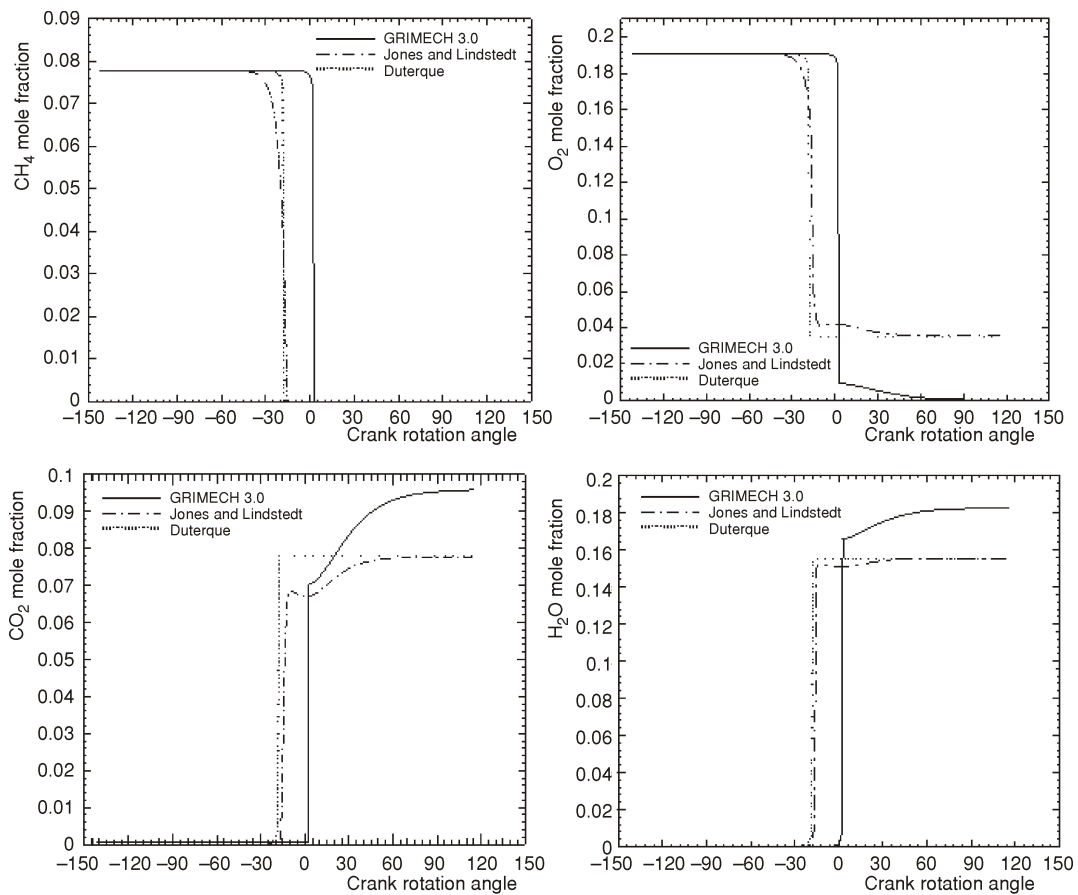 CH4 mole fraction
0.09
0.08
0.07
0.06
0.05
0.04
0.03
0.02
0.01
0
GRIMECH 3.0
Jones and Lindstedt
Duterque
−150 −120 −90 −60 −30 0 30 60 90 120 150
Crank rotation angle
O2 mole fraction
0.2
0.18
0.16
0.14
0.12
0.1
0.08
0.06
0.04
0.02
0
GRIMECH 3.0
Jones and Lindstedt
Duterque
−150 −120 −90 −60 −30 0 30 60 90 120 150
Crank rotation angle
CO2 mole fraction
0.1
0.09
0.08
0.07
0.06
0.05
0.04
0.03
0.02
0.01
0
GRIMECH 3.0
Jones and Lindstedt
Duterque
−150 −120 −90 −60 −30 0 30 60 90 120 150
Crank rotation angle
H2O mole fraction
0.2
0.18
0.16
0.14
0.12
0.1
0.08
0.06
0.04
0.02
0
GRIMECH 3.0
Jones and Lindstedt
Duterque
−150 −120 −90 −60 −30 0 30 60 90 120 150
Crank rotation angle